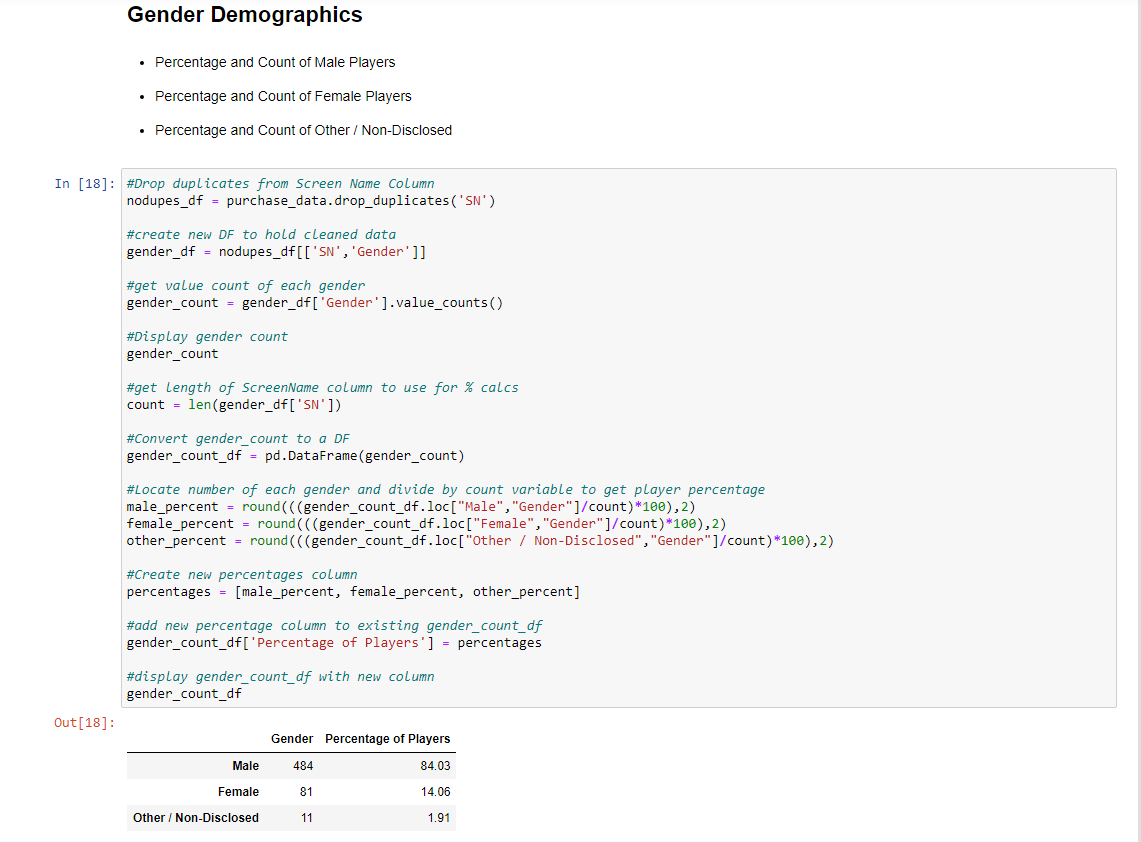 Gender Demographics
• Percentage and Count of Male Players
• Percentage and Count of Female Players
• Percentage and Count of Other / Non-Disclosed
In [18]:
#Drop duplicates from Screen Name Column
nodupes_df = purchase_data.drop_duplicates('SN')
#create new DF to hold cleaned data
gender_df = nodupes_df[['SN','Gender']]
#get value count of each gender
gender_count = gender_df['Gender'].value_counts()
#Display gender count
gender_count
#get length of ScreenName column to use for % calcs
count = len(gender_df['SN'])
#Convert gender_count to a DF
gender_count_df = pd.DataFrame(gender_count)
#Locate number of each gender and divide by count variable to get player percentage
male_percent = round(((gender_count_df.loc["Male","Gender"]/count)*100),2)
female_percent = round(((gender_count_df.loc["Female","Gender"]/count)*100),2)
other_percent = round(((gender_count_df.loc["Other / Non-Disclosed","Gender"]/count)*100),2)
#Create new percentages column
percentages = [male_percent, female_percent, other_percent]
#add new percentage column to existing gender_count_df
gender_count_df['Percentage of Players'] = percentages
#display gender_count_df with new column
gender_count_df
Out[18]:
Gender Percentage of Players
Male 484 84.03
Female 81 14.06
Other / Non-Disclosed 11 1.91